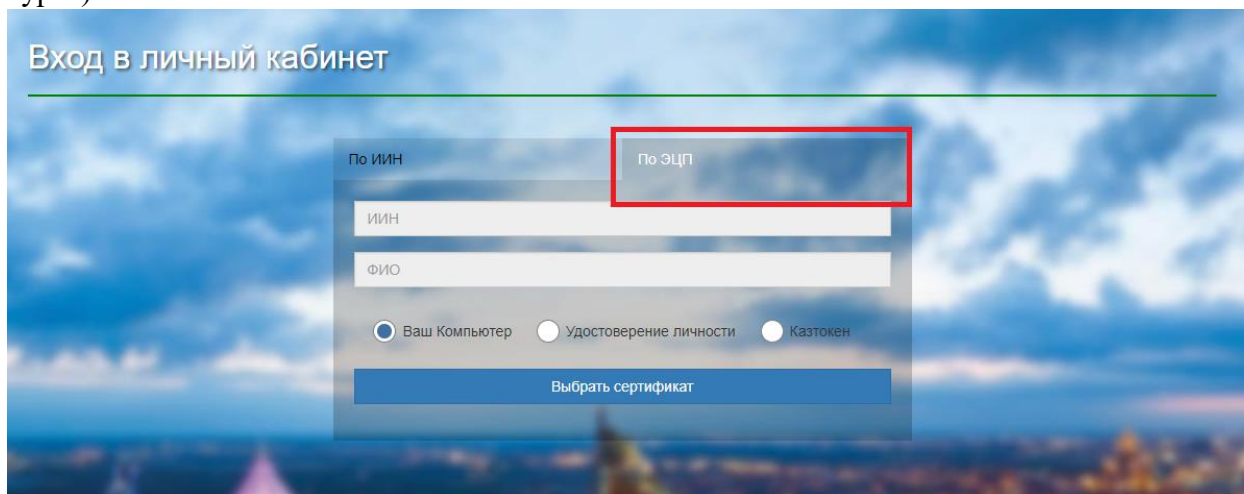 Вход в личный кабинет
По ИИН По ЭЦП
ИИН
ФИО
Ваш Компьютер Удостоверение личности Казтокен
Выбрать сертификат